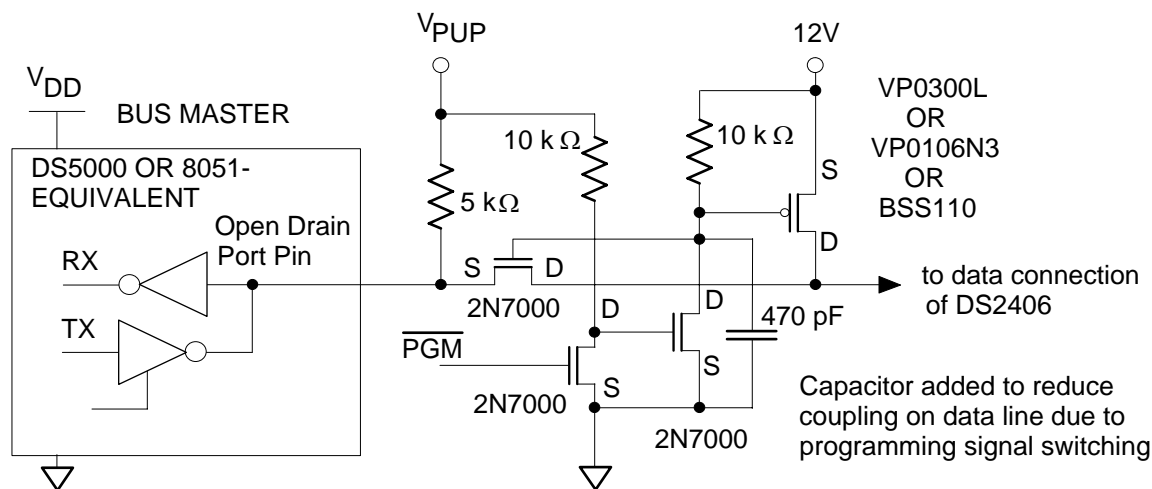 VPUP
12V
VDD
BUS MASTER
VP0300L
OR
VP0106N3
OR
BSS110
10 kΩ
10 kΩ
DS5000 OR 8051-
EQUIVALENT
5 kΩ
S
Open Drain
Port Pin
D
RX
S
D
to data connection
of DS2406
2N7000
D
D
470 pF
TX
PGM
S
S
2N7000
2N7000
Capacitor added to reduce
coupling on data line due to
programming signal switching